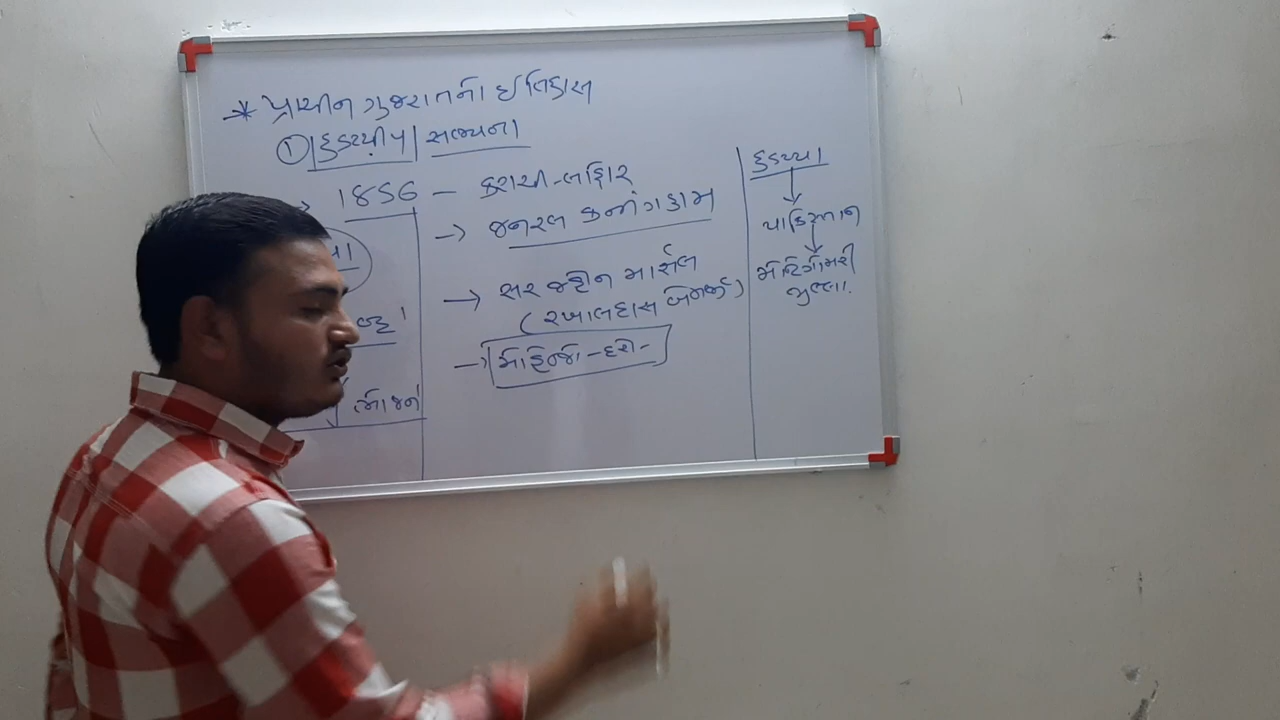 * પ્રાચીન ગુજરાતનો ઈતિહાસ
① હડપ્પીય સભ્યતા
1856 - કરાચી-લાહોર
→ જનરલ કનીંગહામ
→ સર જહોન માર્શલ
(રખાલદાસ બેનર્જી)
→ મોહેંજો-દરો-
હડપ્પા
↓
પાકિસ્તાન
↓
મોન્ટગોમરી
જીલ્લા.